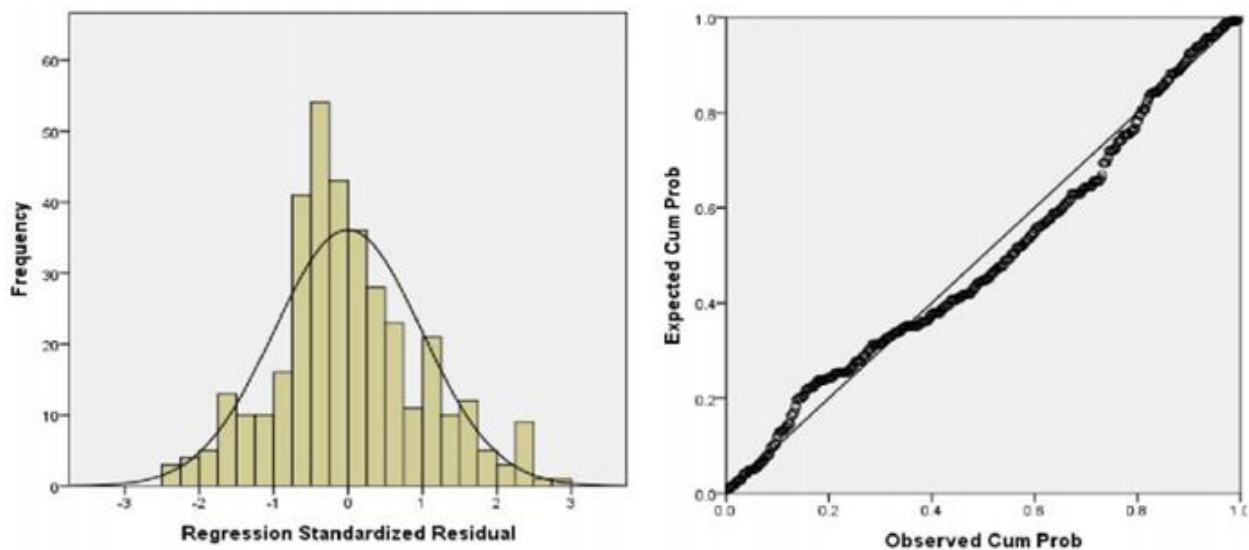 60
50
40
30
20
10
0
Frequency
-3 -2 -1 0 1 2 3
Regression Standardized Residual
1.0
0.8
0.6
0.4
0.2
0.0
Expected Cum Prob
0.0 0.2 0.4 0.6 0.8 1.0
Observed Cum Prob